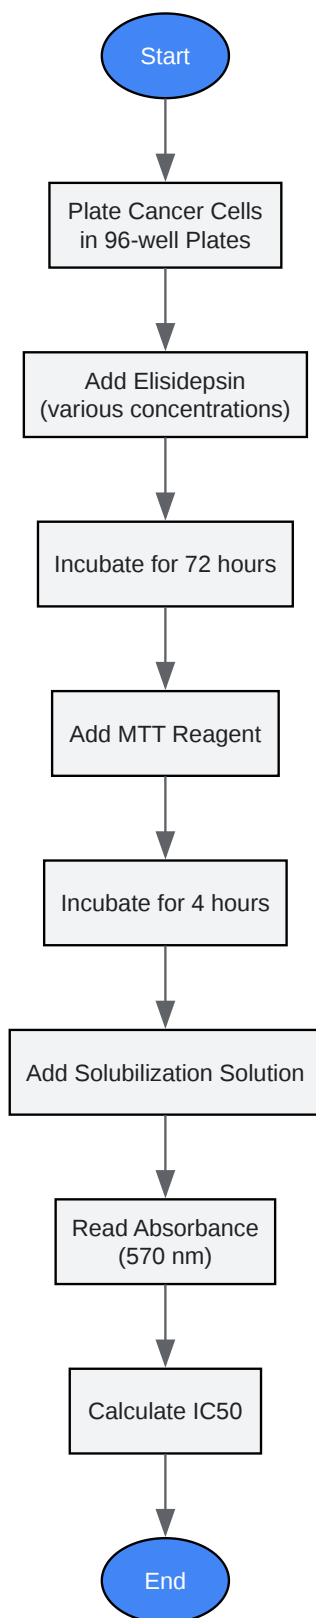 Start
Plate Cancer Cells
in 96-well Plates
Add Elisidepsin
(various concentrations)
Incubate for 72 hours
Add MTT Reagent
Incubate for 4 hours
Add Solubilization Solution
Read Absorbance
(570 nm)
Calculate IC50
End